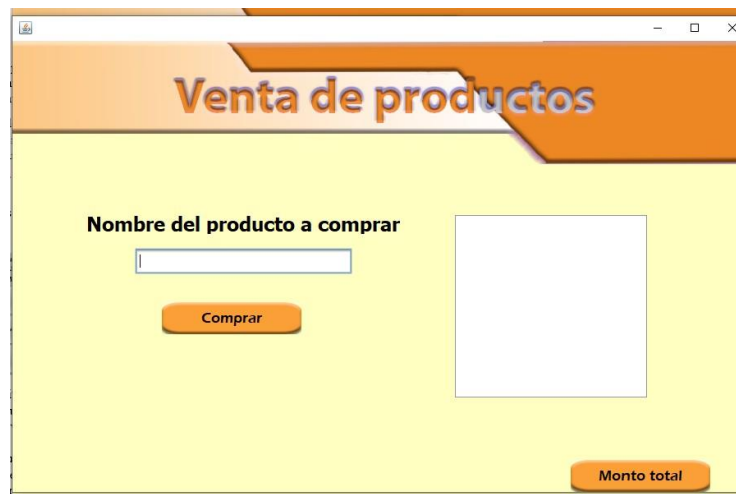 Venta de productos
Nombre del producto a comprar
Comprar
Monto total